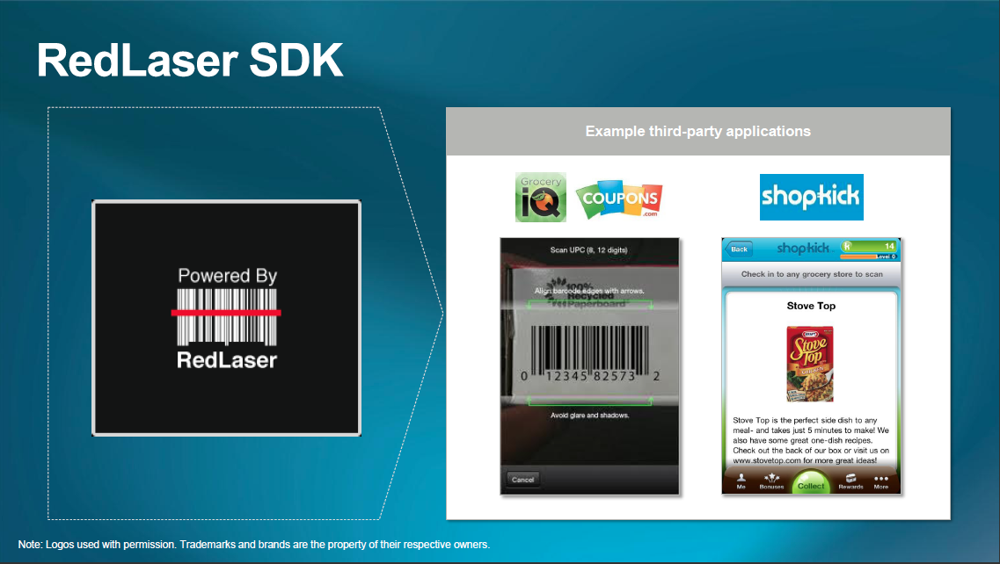 RedLaser SDK
Example third-party applications
Powered By
RedLaser
Grocery
iQ
COUPONS
.com
shopkick
Scan UPC (8, 12 digits)
100%
Align barcode edges with arrows.
Recycled
Paperboard
0 12345 82573 2
Avoid glare and shadows.
Cancel
Back
shopkick
14
Level 0
Check in to any grocery store to scan
Stove Top
KRAFT
Stove
Top
Stove Top is the perfect side dish to any
meal- and takes just 5 minutes to make! We
also have some great one-dish recipes.
Check out the back of our box or visit us on
www.stovetop.com for more great ideas!
Me
Bonuses
Collect
Rewards
More
Note: Logos used with permission. Trademarks and brands are the property of their respective owners.